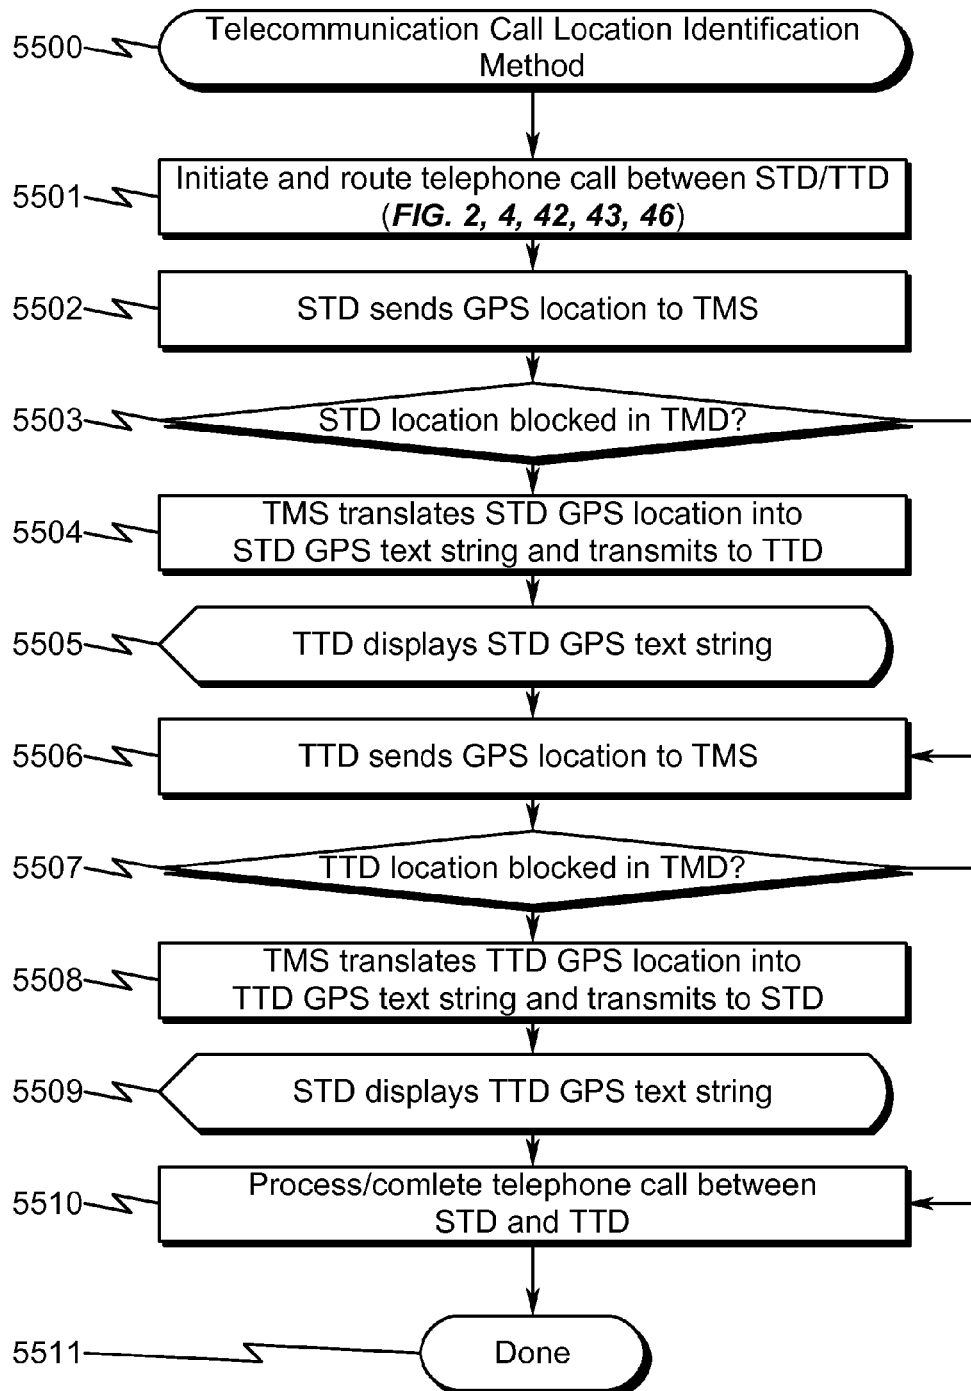 5500
Telecommunication Call Location Identification
Method
5501
Initiate and route telephone call between STD/TTD
(FIG. 2, 4, 42, 43, 46)
5502
STD sends GPS location to TMS
5503
STD location blocked in TMD?
5504
TMS translates STD GPS location into
STD GPS text string and transmits to TTD
5505
TTD displays STD GPS text string
5506
TTD sends GPS location to TMS
5507
TTD location blocked in TMD?
5508
TMS translates TTD GPS location into
TTD GPS text string and transmits to STD
5509
STD displays TTD GPS text string
5510
Process/comlete telephone call between
STD and TTD
5511
Done